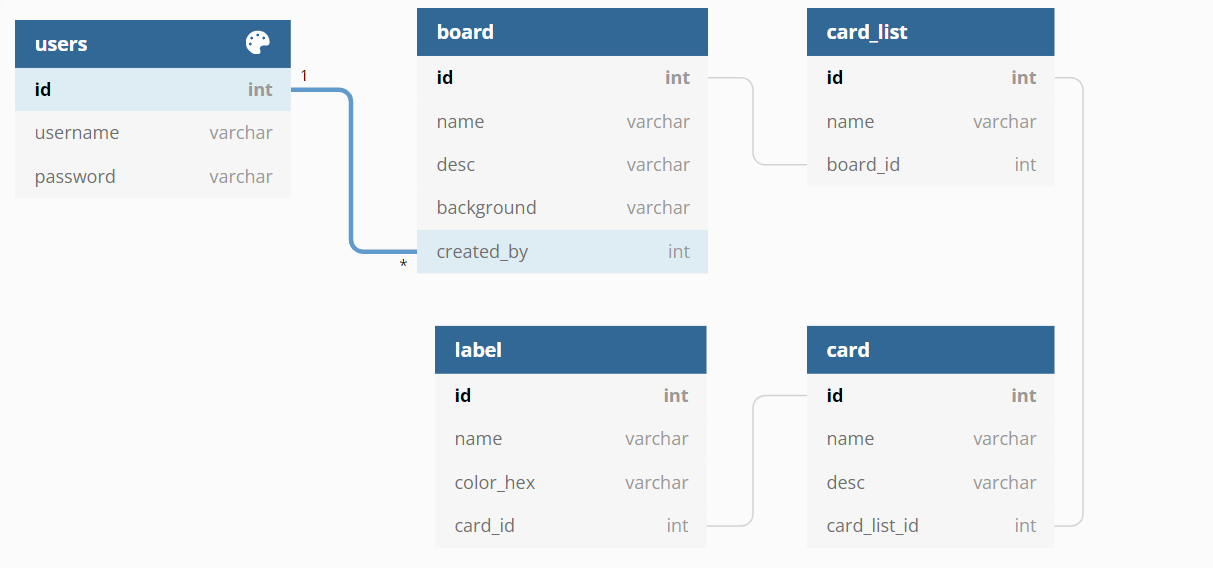 users
id int
username varchar
password varchar
1
*
board
id int
name varchar
desc varchar
background varchar
created_by int
card_list
id int
name varchar
board_id int
label
id int
name varchar
color_hex varchar
card_id int
card
id int
name varchar
desc varchar
card_list_id int